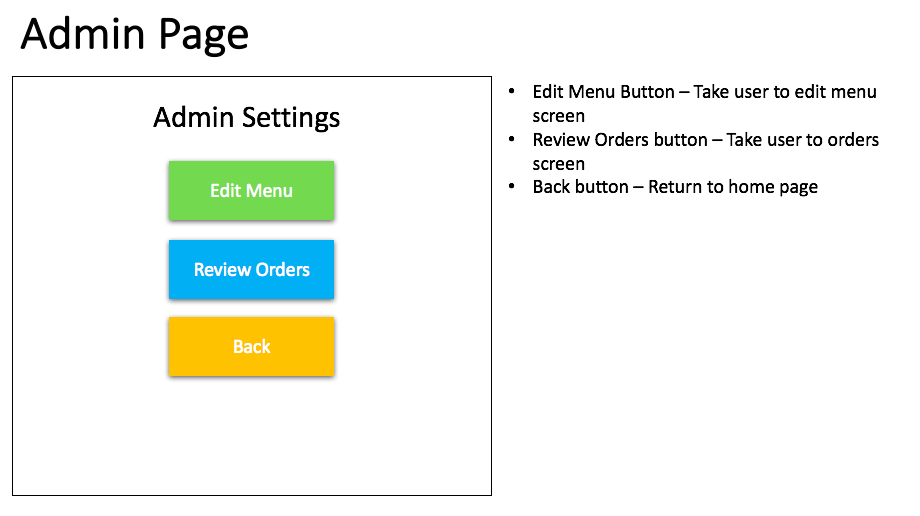 Admin Page
Admin Settings
Edit Menu
Review Orders
Back
• Edit Menu Button – Take user to edit menu
screen
• Review Orders button – Take user to orders
screen
• Back button – Return to home page